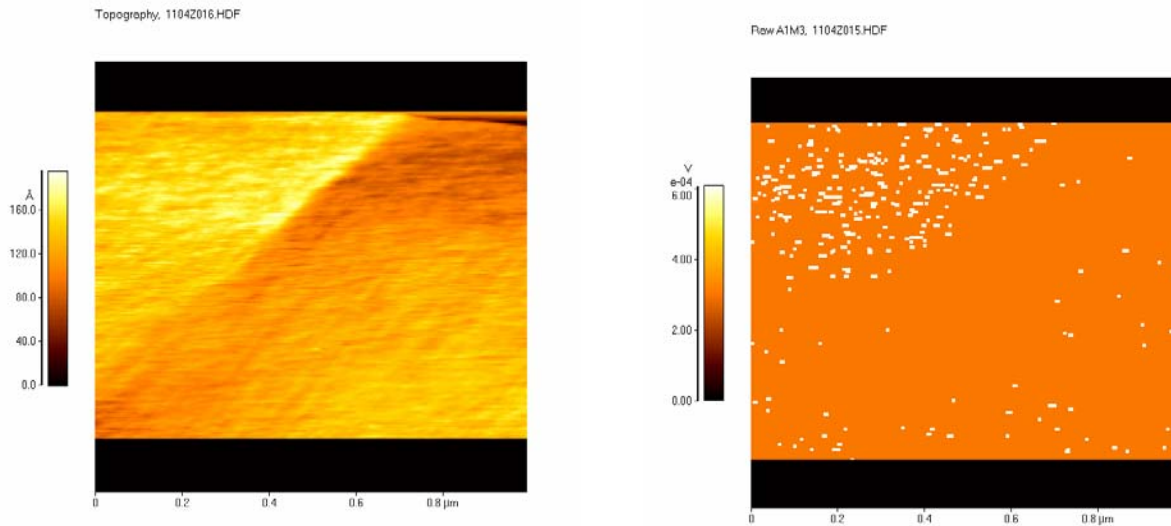 Topography, 1104Z016.HDF
Å
160.0
120.0
80.0
40.0
0.0
0 0.2 0.4 0.6 0.8 µm
Raw A1M3, 1104Z015.HDF
V
e-04
6.00
4.00
2.00
0.00
0 0.2 0.4 0.6 0.8 µm